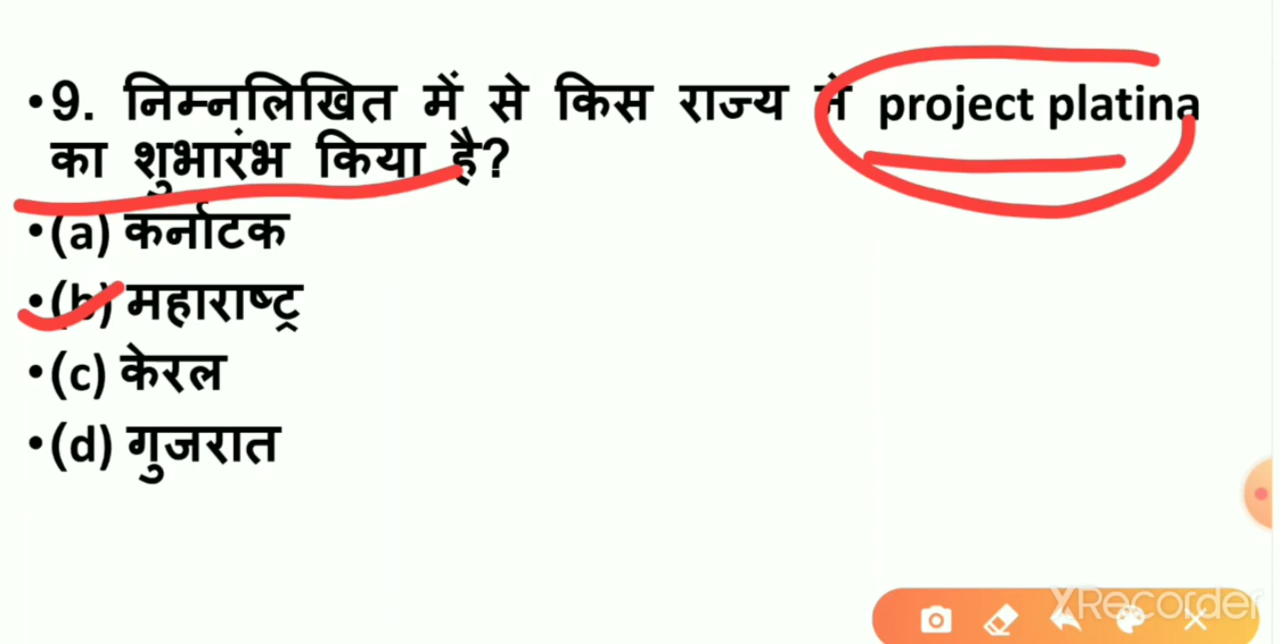 •9. निम्नलिखित में से किस राज्य ने project platina
का शुभारंभ किया है?
•(a) कर्नाटक
•(b) महाराष्ट्र
•(c) केरल
•(d) गुजरात
XRecorder